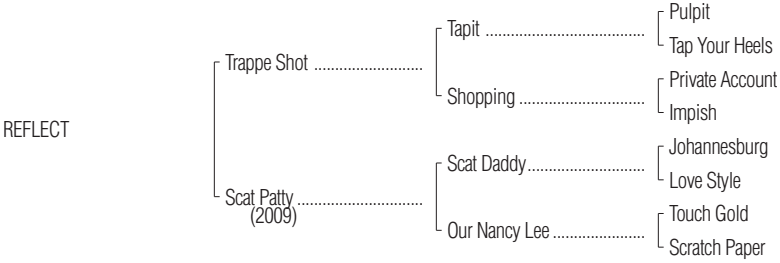 Pulpit
Tapit ................................
Tap Your Heels
Trappe Shot ..........................
Private Account
Shopping ................................
Impish
REFLECT
Johannesburg
Scat Daddy..............................
Love Style
Scat Patty ..............................
(2009)
Touch Gold
Our Nancy Lee .......................
Scratch Paper